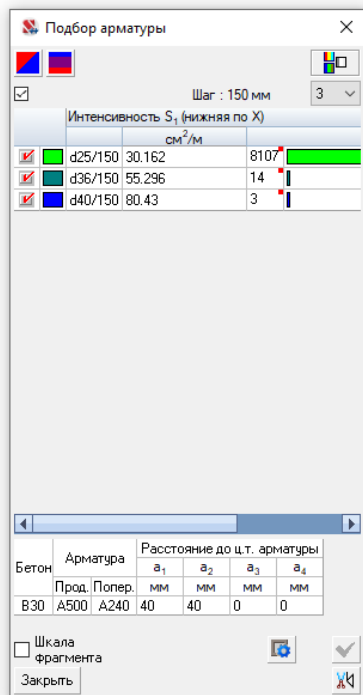 Подбор арматуры
Шаг : 150 мм 3
Интенсивность S1 (нижняя по X)
см²/м
d25/150 30.162 8107
d36/150 55.296 14
d40/150 80.43 3
Бетон Арматура Расстояние до ц.т. арматуры
a1 a2 a3 a4
Прод. Попер. мм мм мм мм
B30 A500 A240 40 40 0 0
Шкала
фрагмента
Закрыть